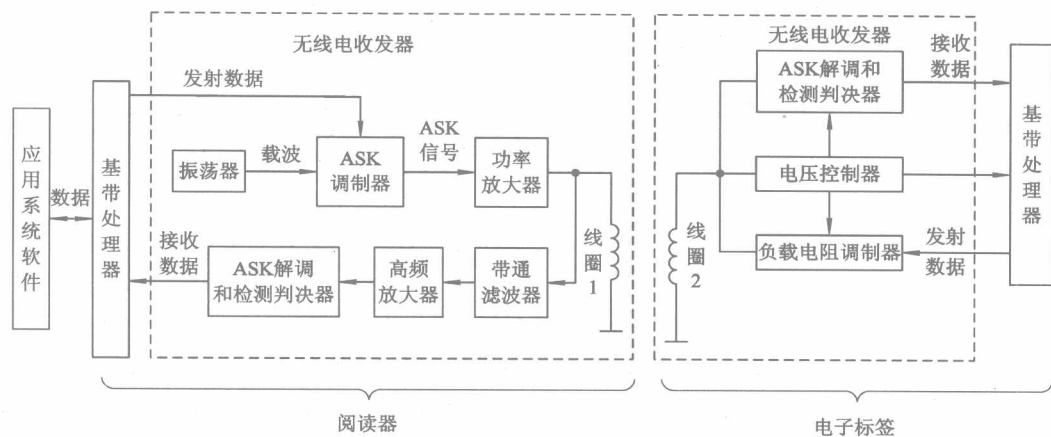 无线电收发器
发射数据
应用系统软件
数据
基带处理器
振荡器
载波
ASK
调制器
ASK
信号
功率
放大器
接收
数据
ASK解调
和检测判决器
高频
放大器
带通
滤波器
线圈1
阅读器
无线电收发器
ASK解调和
检测判决器
接收
数据
电压控制器
负载电阻调制器
发射
数据
线圈2
基带处理器
电子标签